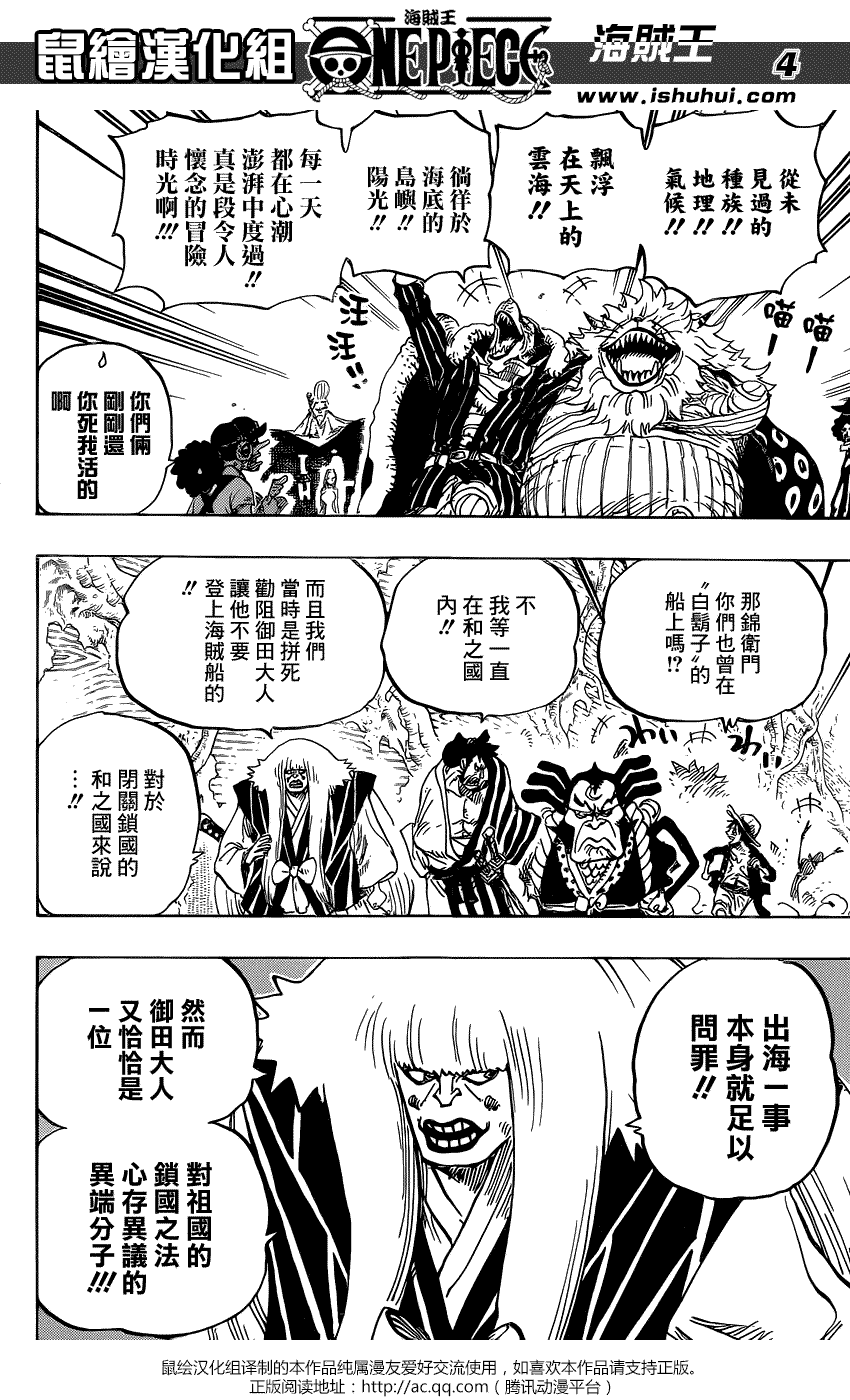 鼠繪漢化組
海賊王
ONE PIECE
海賊王
4
www.ishuhui.com
從未
見過的
種族!!
地理!!
氣候!!
飄浮
在天上的
雲海!!
徜徉於
海底的
島嶼!!
陽光!!
每一天
都在心潮
澎湃中度過!!
真是段令人
懷念的冒險
時光啊!!!
喵
喵
汪
汪!!
你們倆
剛剛還
你死我活的
啊
那錦衛門
你們也曾在
"白鬍子"的
船上嗎!?
不
我等一直
在和之國
內!!
而且我們
當時是拼死
勸阻御田大人
讓他不要
登上海賊船的
!!
わい
わい
對於
閉關鎖國的
和之國來說
…!!
出海一事
本身就足以
問罪!!
然而
御田大人
又恰恰是
一位
對祖國的
鎖國之法
心存異議的
異端分子!!!
鼠绘汉化组译制的本作品纯属漫友爱好交流使用，如喜欢本作品请支持正版。
正版阅读地址：http://ac.qq.com（腾讯动漫平台）